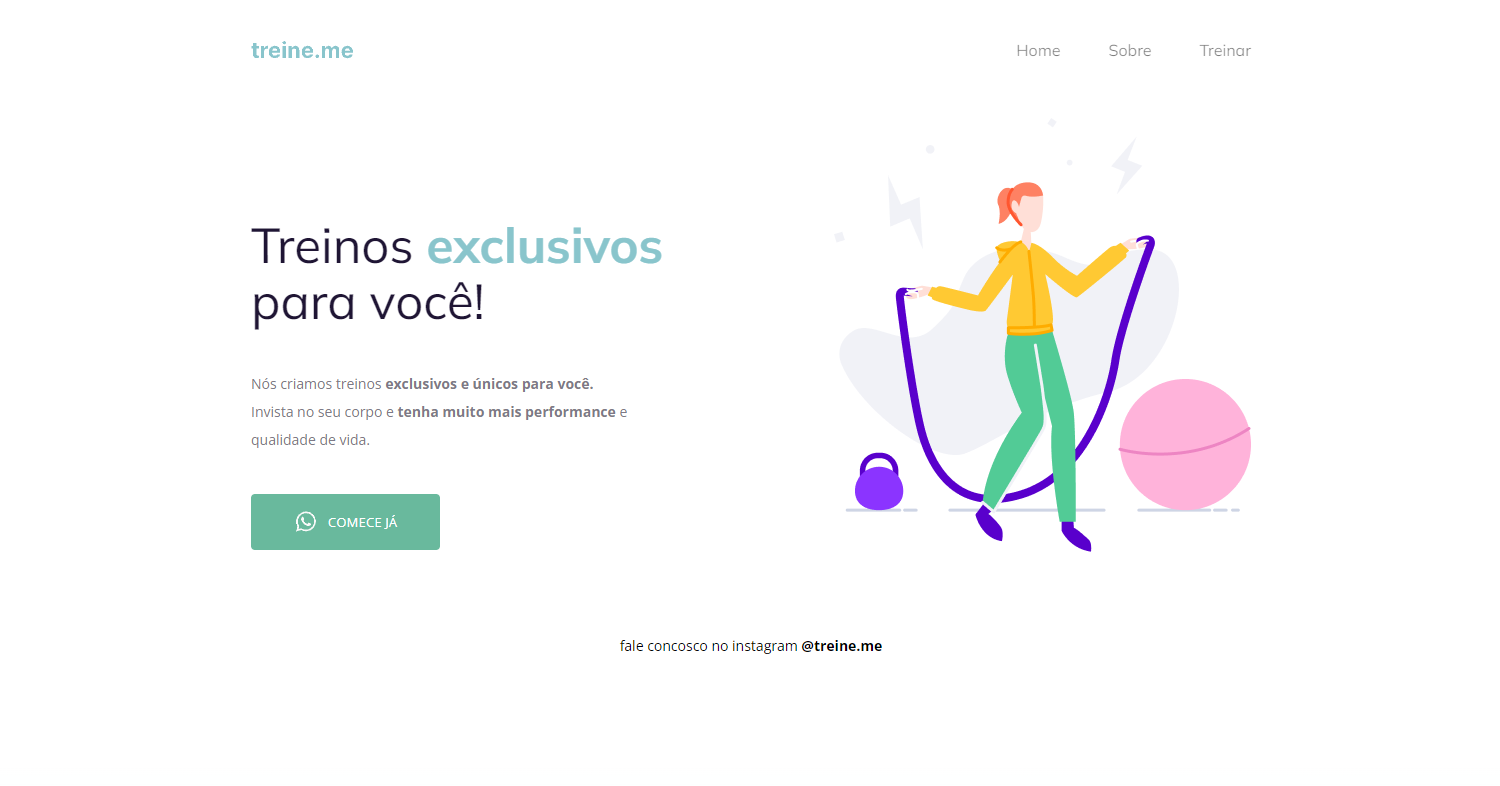 treine.me
Home
Sobre
Treinar
Treinos exclusivos
para você!
Nós criamos treinos exclusivos e únicos para você.
Invista no seu corpo e tenha muito mais performance e
qualidade de vida.
COMECE JÁ
fale concosco no instagram @treine.me